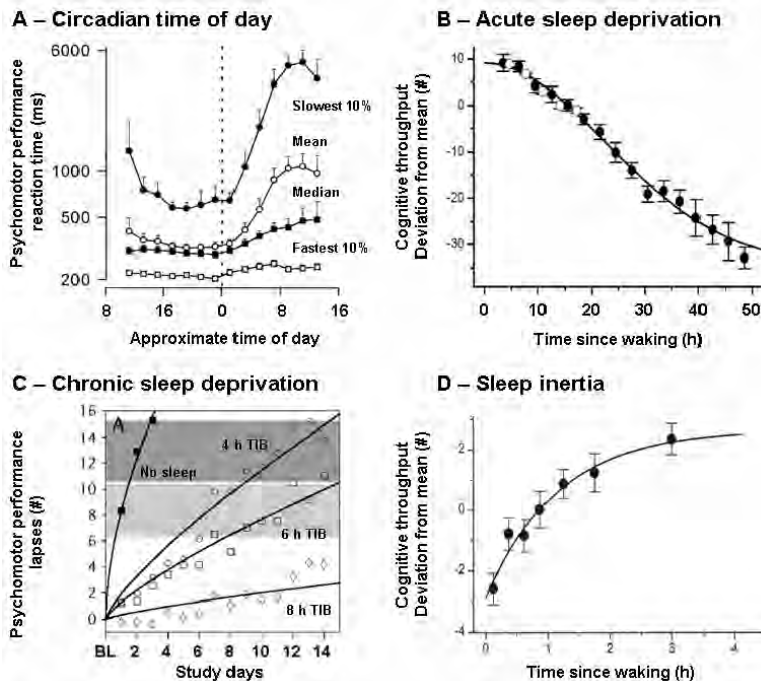 A – Circadian time of day
6000
1000
500
200
Psychomotor performance
reaction time (ms)
Slowest 10%
Mean
Median
Fastest 10%
8 16 0 8 16
Approximate time of day
B – Acute sleep deprivation
10
0
-10
-20
-30
Cognitive throughput
Deviation from mean (#)
0 10 20 30 40 50
Time since waking (h)
C – Chronic sleep deprivation
16
14
12
10
8
6
4
2
0
Psychomotor performance
lapses (#)
A
No sleep
4 h TIB
6 h TIB
8 h TIB
BL 2 4 6 8 10 12 14
Study days
D – Sleep inertia
2
0
-2
-4
Cognitive throughput
Deviation from mean (#)
0 1 2 3 4
Time since waking (h)